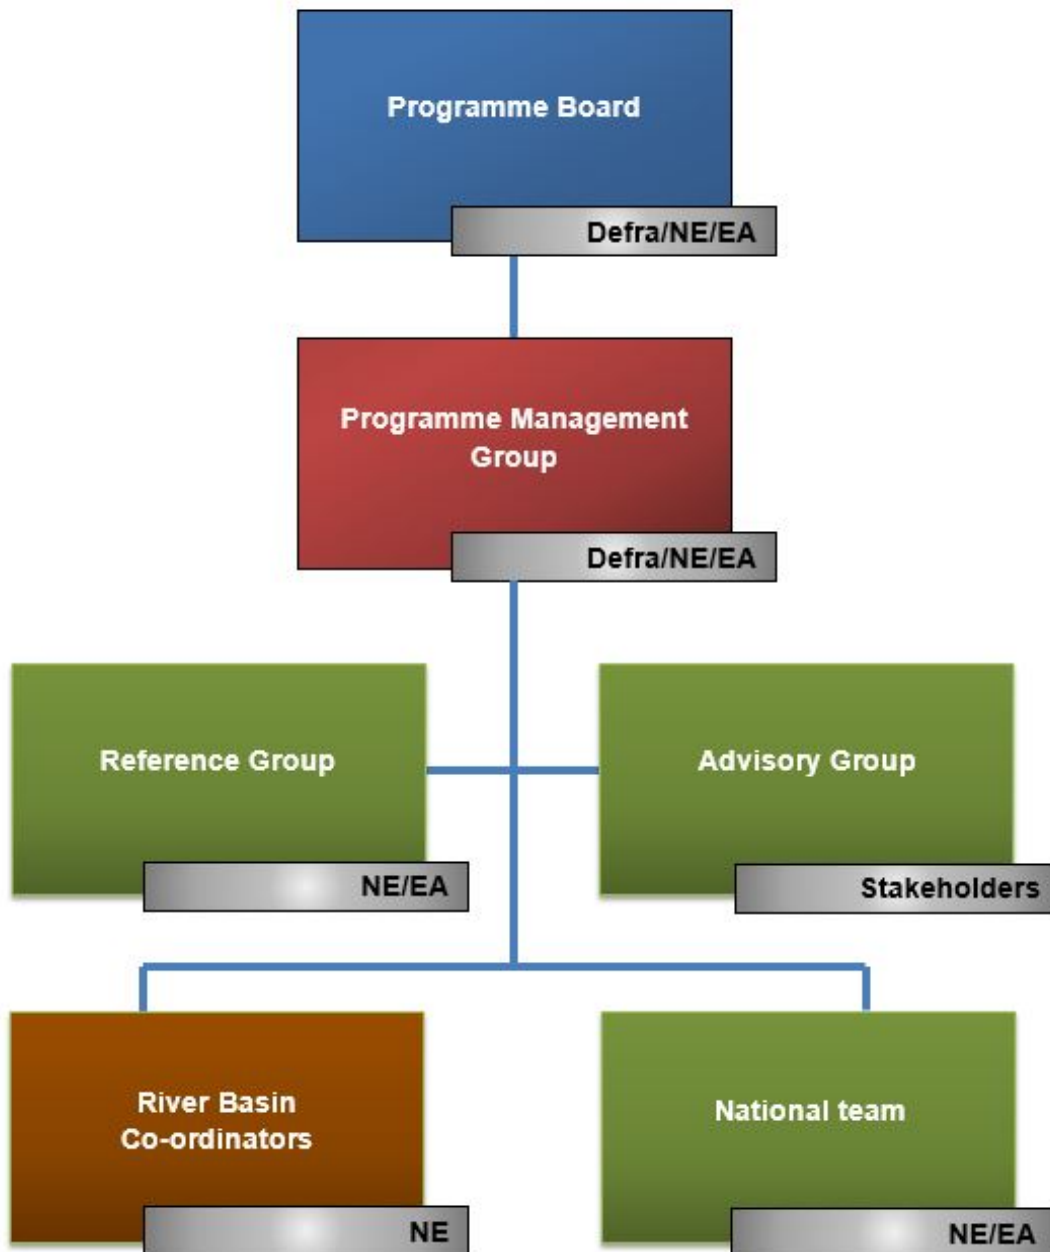 Programme Board
Defra/NE/EA
Programme Management
Group
Defra/NE/EA
Reference Group
NE/EA
Advisory Group
Stakeholders
River Basin
Co-ordinators
NE
National team
NE/EA